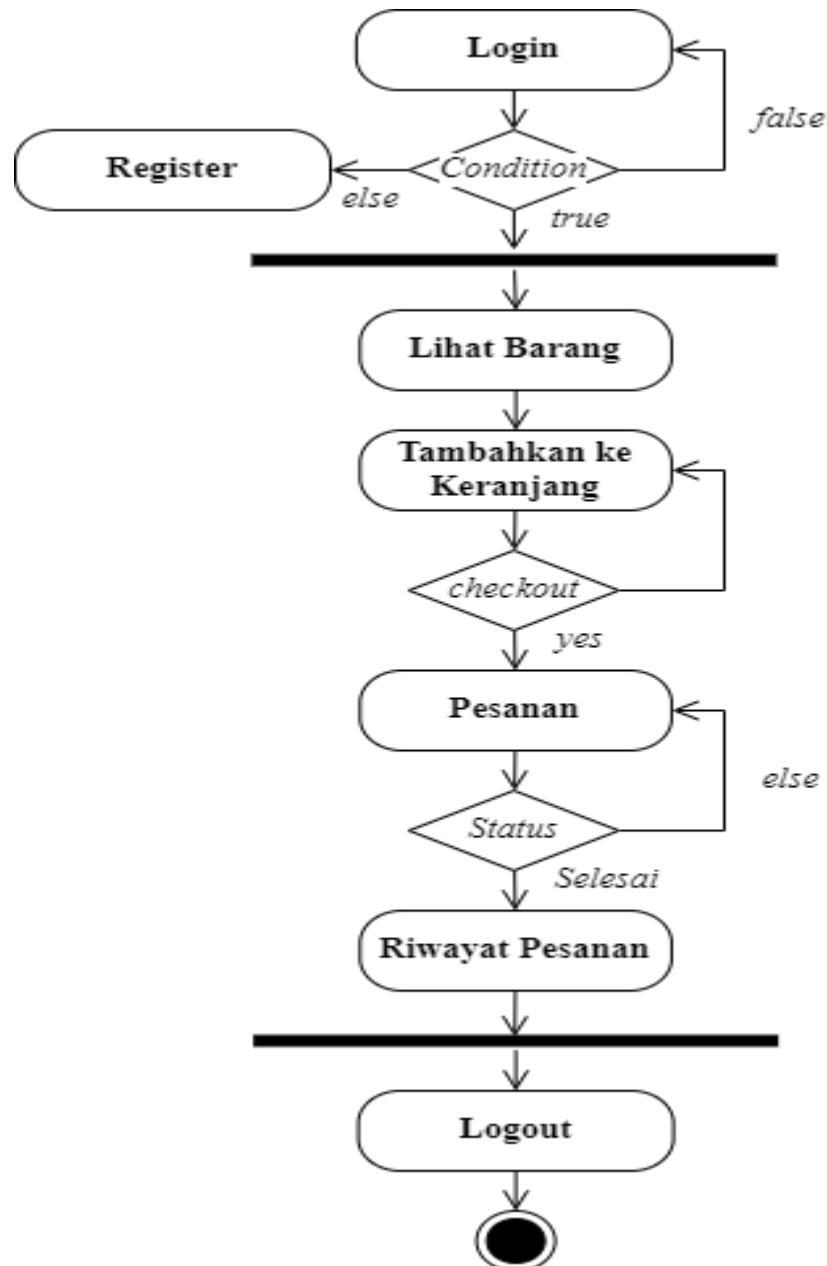 Login
false
Condition
Register
else
true
Lihat Barang
Tambahkan ke
Keranjang
checkout
yes
Pesanan
else
Status
Selesai
Riwayat Pesanan
Logout